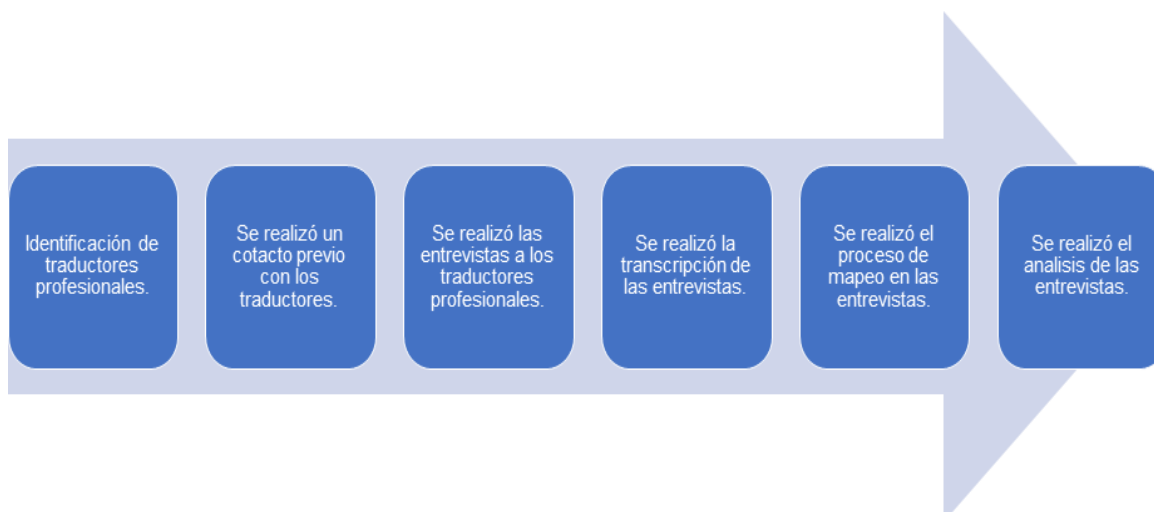 Identificación de
traductores
profesionales.
Se realizó un
cotacto previo
con los
traductores.
Se realizó las
entrevistas a los
traductores
profesionales.
Se realizó la
transcripción de
las entrevistas.
Se realizó el
proceso de
mapeo en las
entrevistas.
Se realizó el
analisis de las
entrevistas.